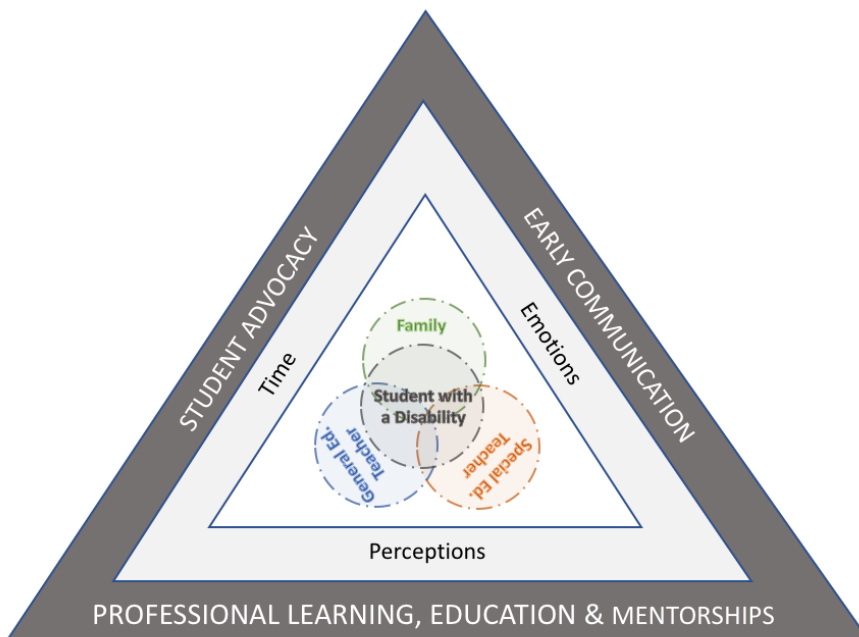 STUDENT ADVOCACY
EARLY COMMUNICATION
Time
Emotions
Family
Student with
a Disability
General Ed.
Teacher
Special Ed.
Teacher
Perceptions
PROFESSIONAL LEARNING, EDUCATION & MENTORSHIPS